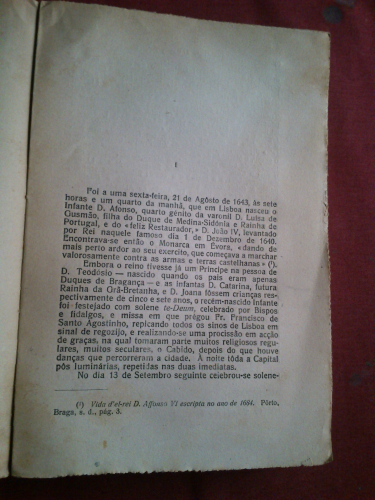 I
Foi a uma sexta-feira, 21 de Agôsto de 1643, às sete
horas e um quarto da manhã, que em Lisboa nasceu o
Infante D. Afonso, quarto génito da varonil D. Luisa de
Gusmão, filha do Duque de Medina-Sidónia e Rainha de
Portugal, e do «feliz Restaurador, » D. João IV, levantado
por Rei naquele famoso dia 1 de Dezembro de 1640.
Encontrava-se então o Monarca em Evora, «dando de
mais perto ardor ao seu exercito, que começava a marchar
valorosamente contra as armas e terras castelhanas» (¹).
Embora o reino tivesse já um Príncipe na pessoa de
D. Teodósio — nascido quando os pais eram apenas
Duques de Bragança — e as infantas D. Catarina, futura
Rainha da Grã-Bretanha, e D. Joana fôssem crianças res-
pectivamente de cinco e sete anos, o recém-nascido Infante
foi festejado com solene te-Deum, celebrado por Bispos
e fidalgos, e missa em que prègou Fr. Francisco de
Santo Agostinho, repicando todos os sinos de Lisboa em
sinal de regozijo, e realizando-se uma procissão em acção
de graças, na qual tomaram parte muitos religiosos regu-
lares, muitos seculares, o Cabido, depois do que houve
danças que percorreram a cidade. À noite tôda a Capital
pôs luminárias, repetidas nas duas imediatas.
No dia 13 de Setembro seguinte celebrou-se solene-
(¹) Vida d'el-rei D. Affonso VI escripta no ano de 1684. Pôrto,
Braga, s. d., pág. 5.